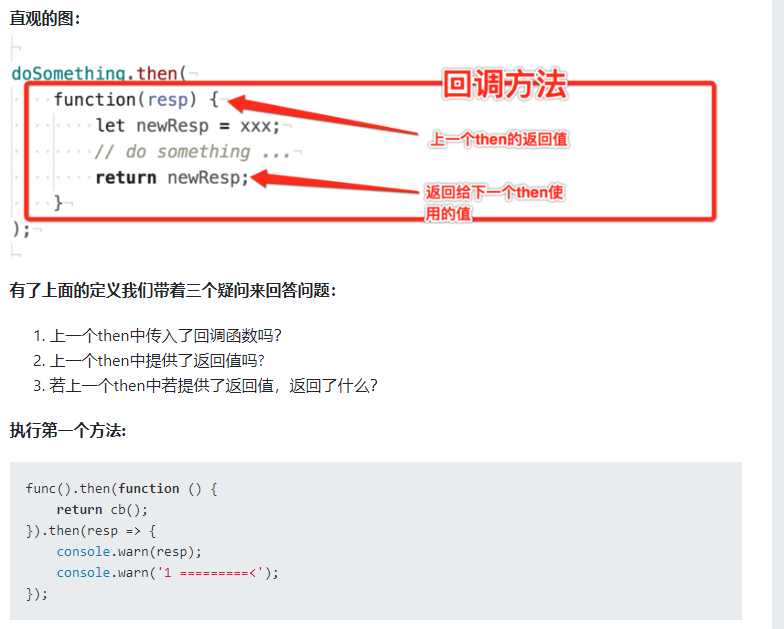 直观的图：
doSomething.then(
function(resp) {
回调方法
let newResp = xxx;
上一个then的返回值
// do something ...
return newResp;
返回给下一个then使
用的值
}
);
有了上面的定义我们带着三个疑问来回答问题：
1. 上一个then中传入了回调函数吗？
2. 上一个then中提供了返回值吗?
3. 若上一个then中若提供了返回值，返回了什么？
执行第一个方法:
func().then(function () {
return cb();
}).then(resp => {
console.warn(resp);
console.warn('1 =========<');
});